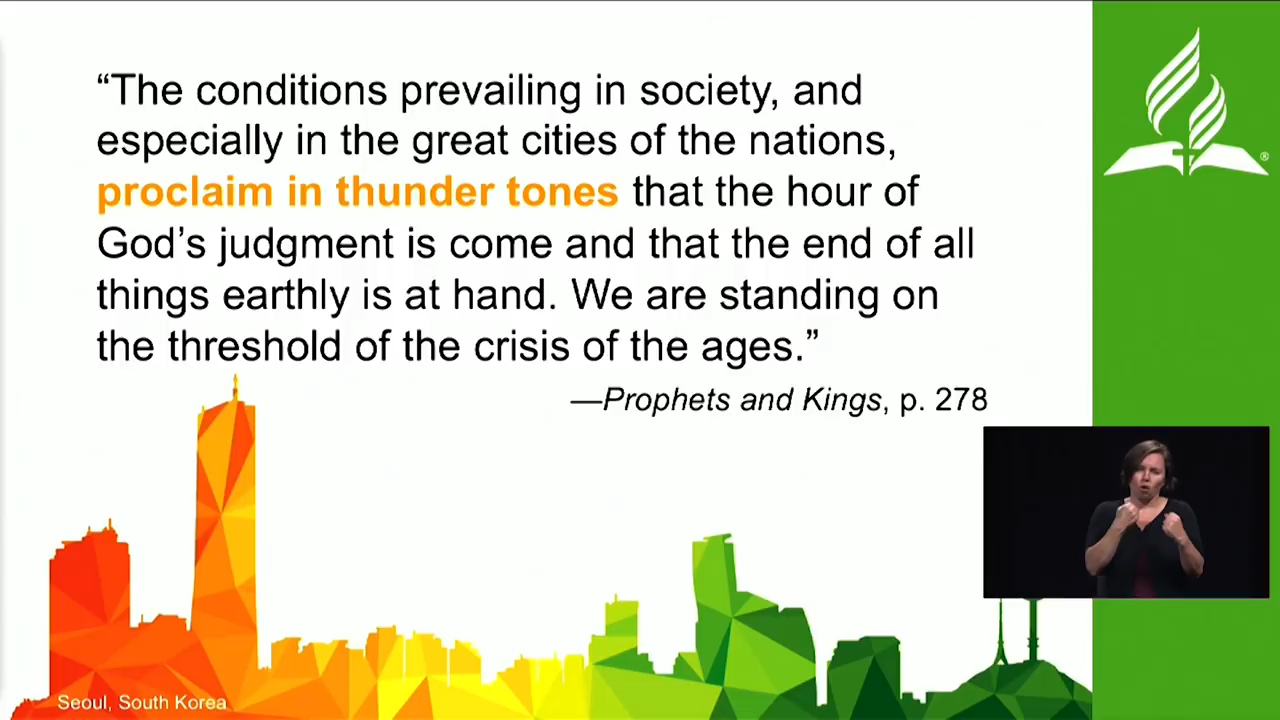 “The conditions prevailing in society, and
especially in the great cities of the nations,
proclaim in thunder tones that the hour of
God’s judgment is come and that the end of all
things earthly is at hand. We are standing on
the threshold of the crisis of the ages.”
—Prophets and Kings, p. 278
Seoul, South Korea
®